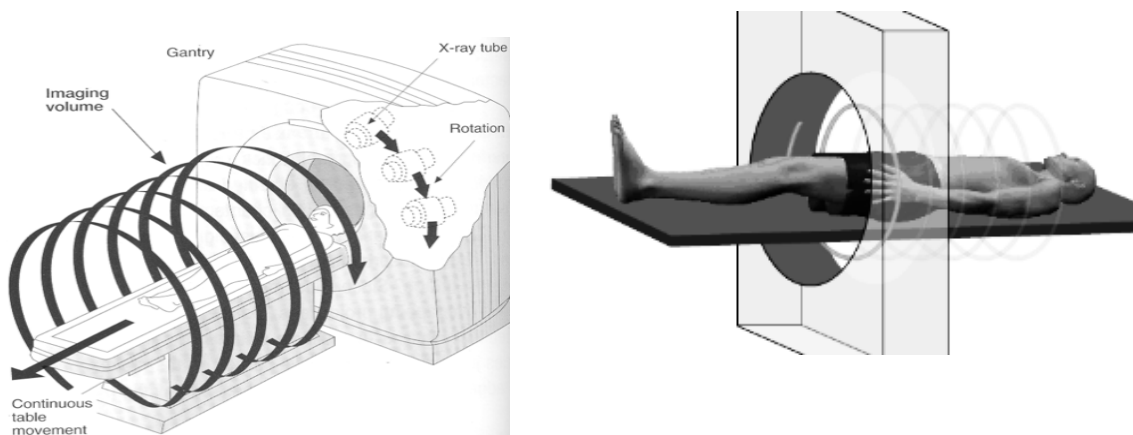 X-ray tube
Gantry
Imaging
volume
Rotation
Continuous
table
movement